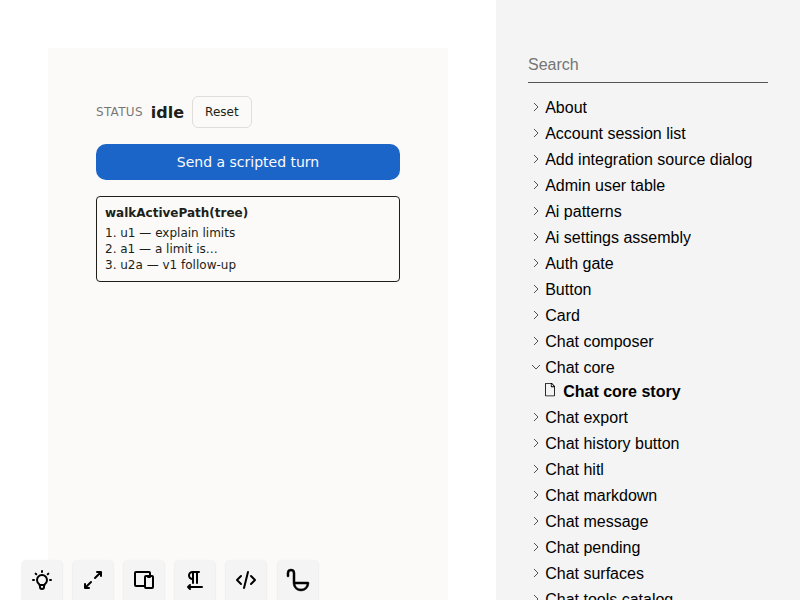 STATUS idle Reset
Send a scripted turn
walkActivePath(tree)
1. u1 — explain limits
2. a1 — a limit is…
3. u2a — v1 follow-up
Search
About
Account session list
Add integration source dialog
Admin user table
Ai patterns
Ai settings assembly
Auth gate
Button
Card
Chat composer
Chat core
Chat core story
Chat export
Chat history button
Chat hitl
Chat markdown
Chat message
Chat pending
Chat surfaces
Chat tools catalog